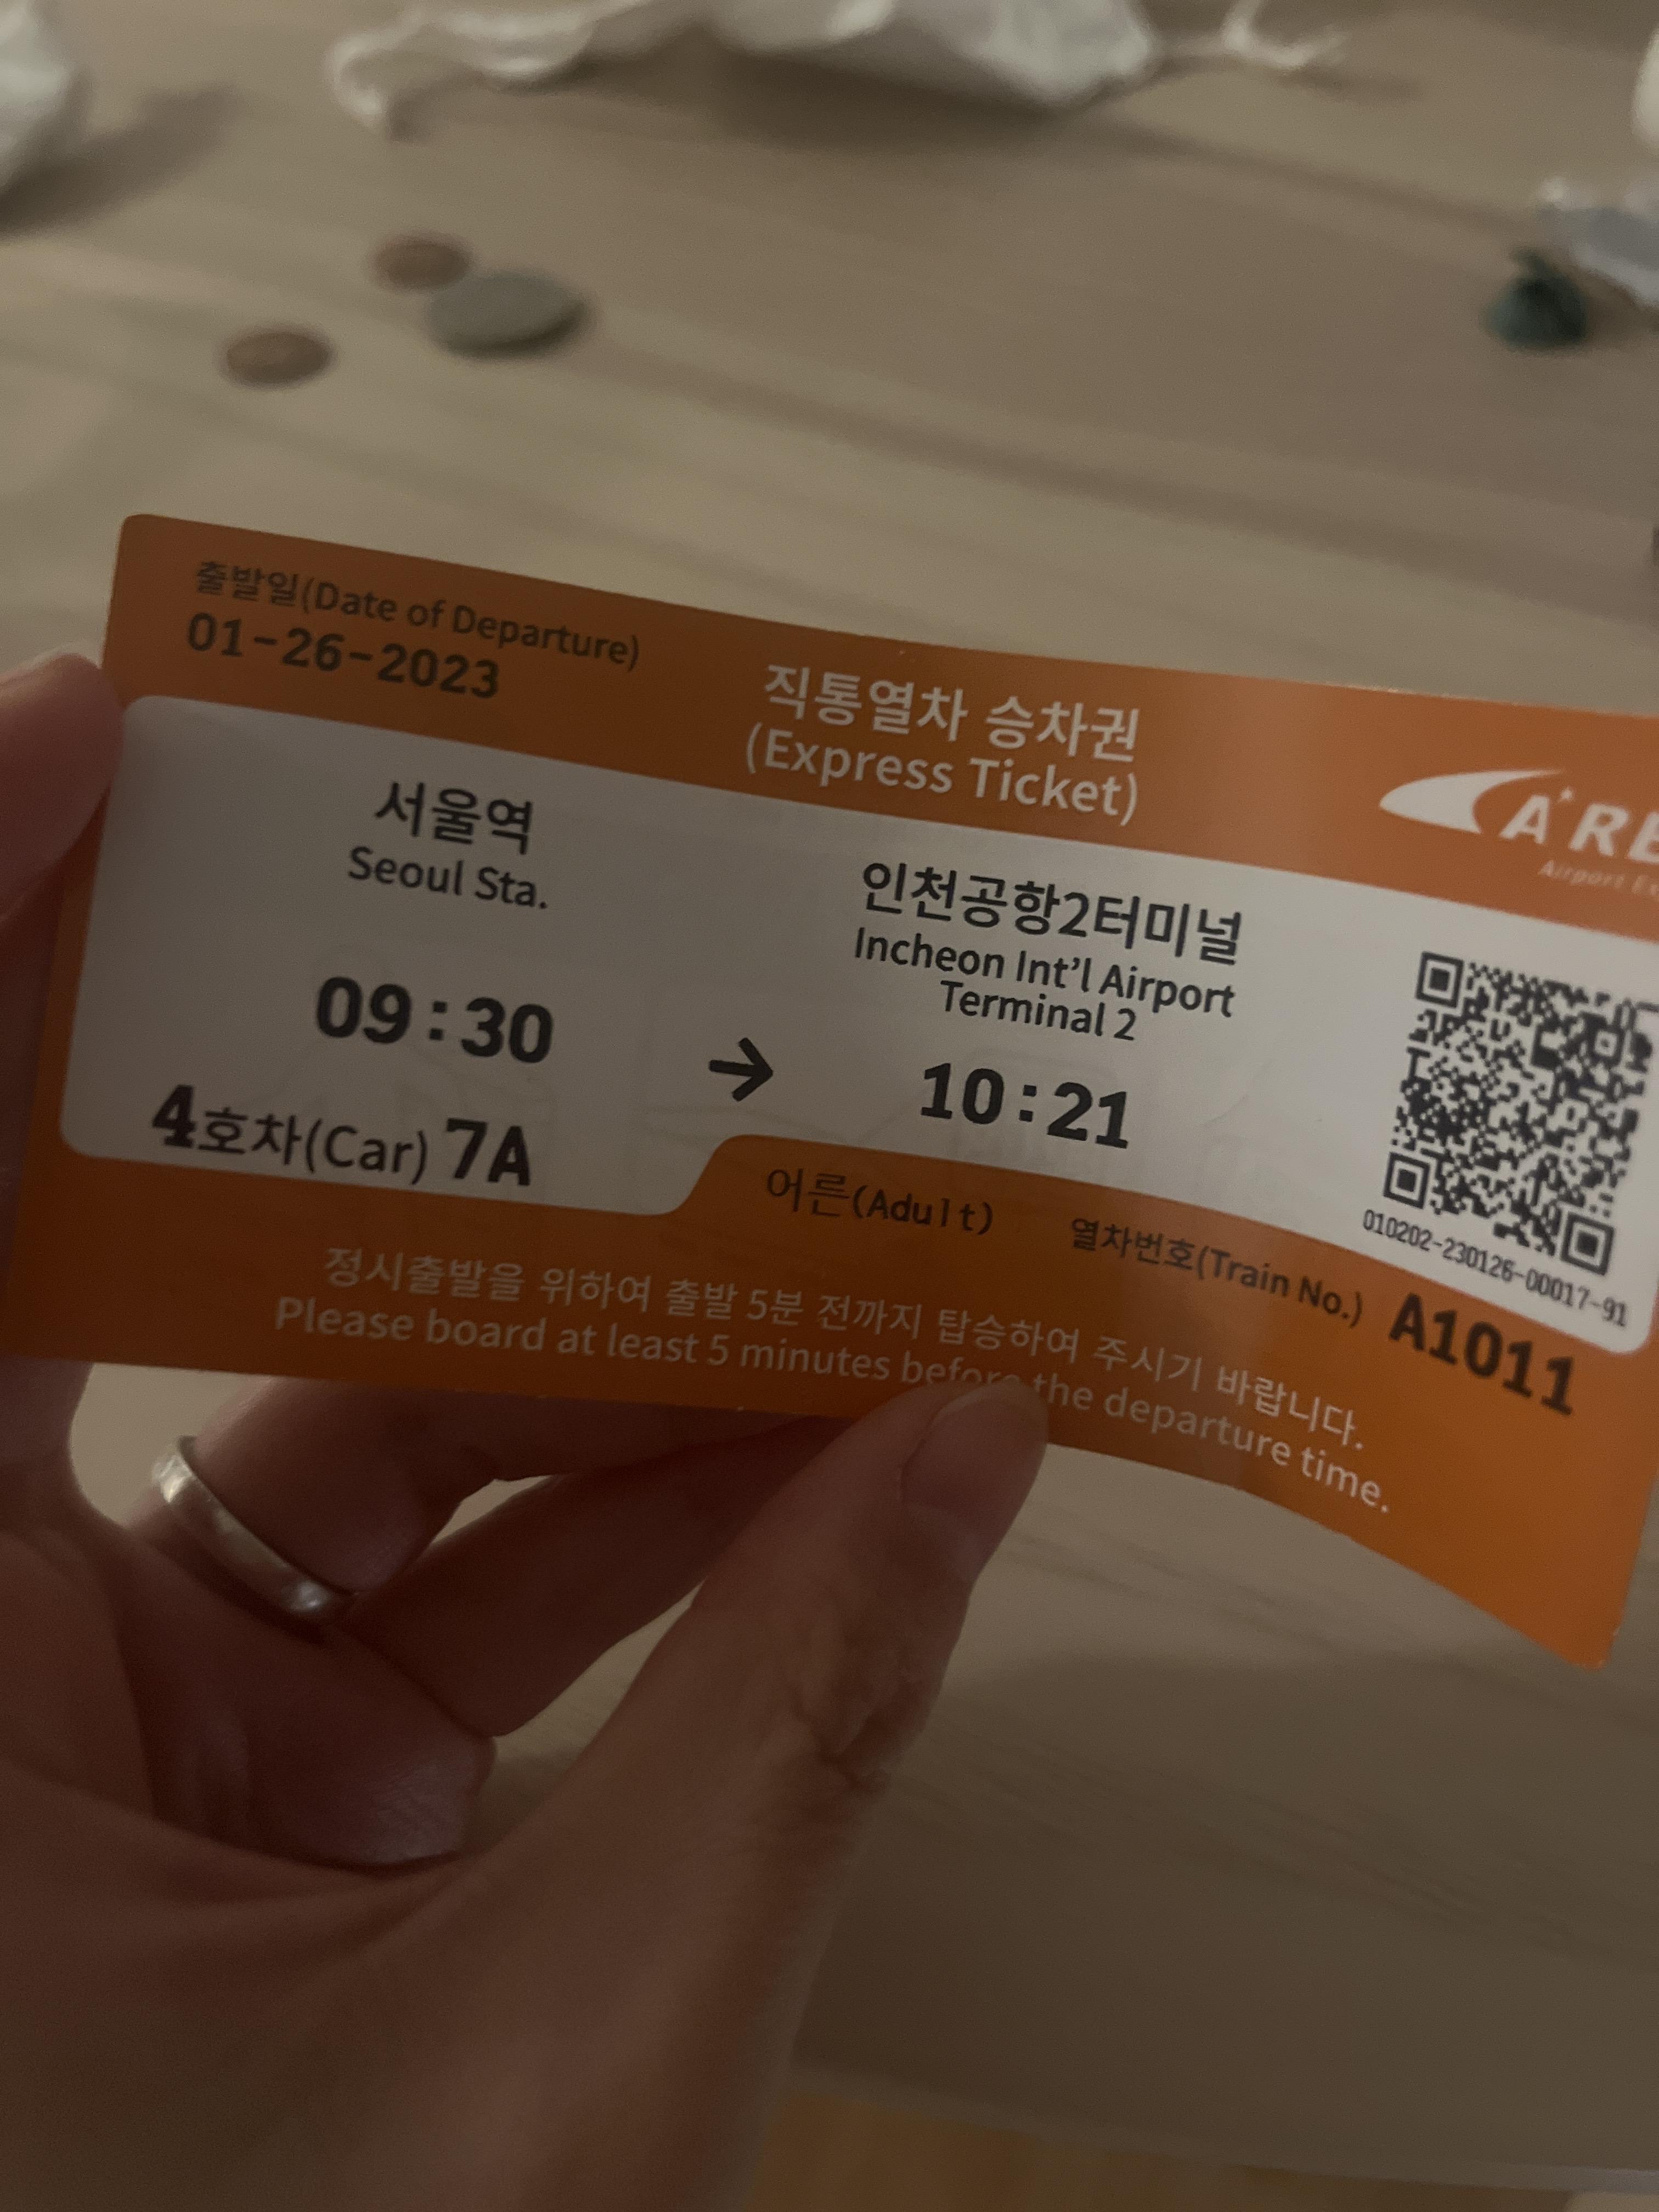 출발일(Date of Departure)
01-26-2023
직통열차 승차권
(Express Ticket)
A'RE
Airport Ex
서울역
Seoul Sta.
09:30
4호차(Car) 7A
→
인천공항2터미널
Incheon Int'l Airport
Terminal 2
10:21
010202-230126-00017-91
어른(Adult)
열차번호(Train No.) A1011
정시출발을 위하여 출발 5분 전까지 탑승하여 주시기 바랍니다.
Please board at least 5 minutes before the departure time.